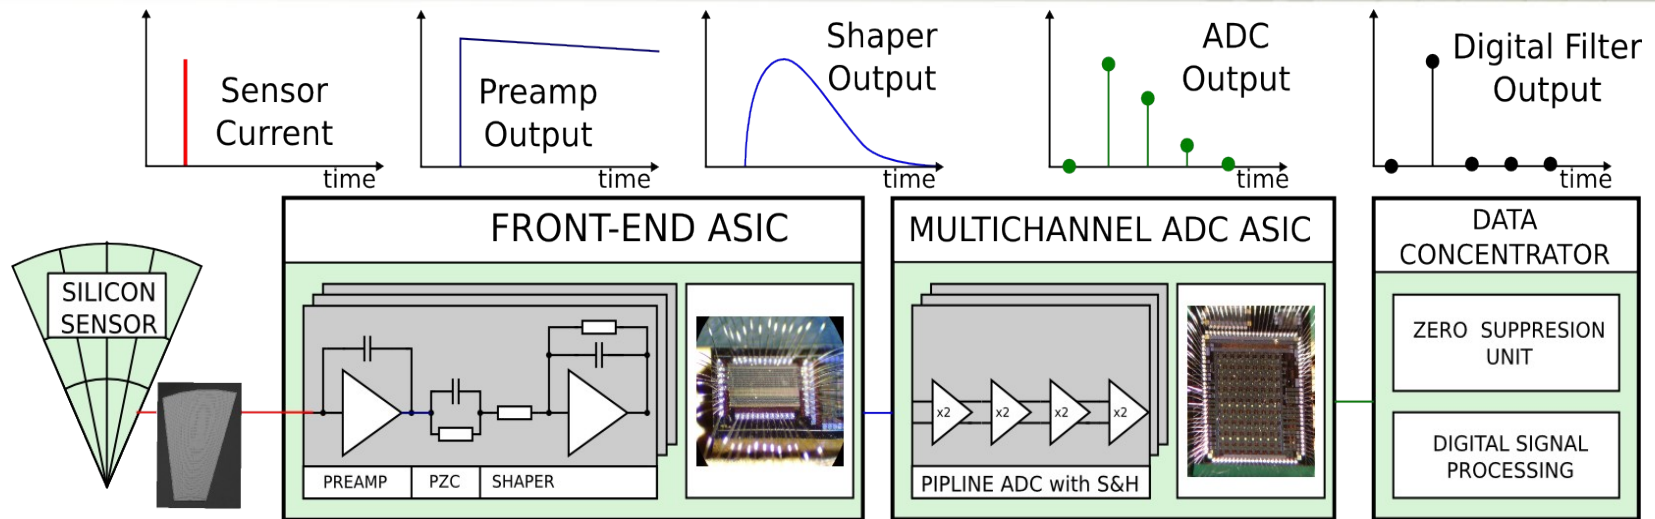 Sensor
Current
time
Preamp
Output
time
Shaper
Output
time
ADC
Output
time
Digital Filter
Output
time
SILICON
SENSOR
FRONT-END ASIC
PREAMP
PZC
SHAPER
MULTICHANNEL ADC ASIC
x2 x2 x2 x2
PIPLINE ADC with S&H
DATA
CONCENTRATOR
ZERO SUPPRESION
UNIT
DIGITAL SIGNAL
PROCESSING